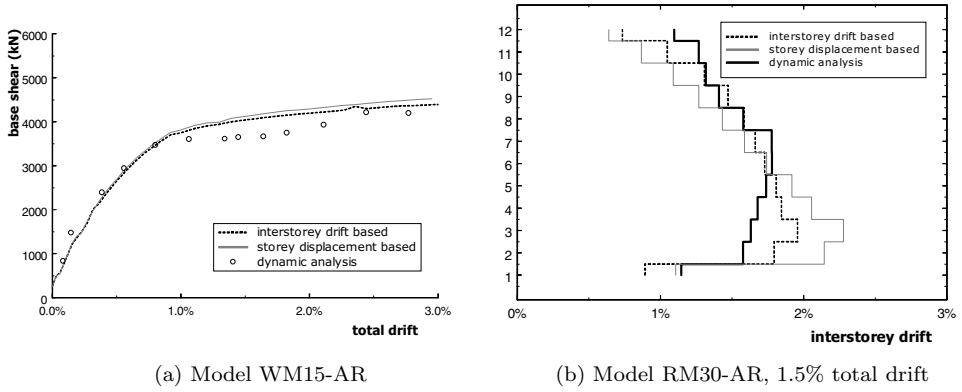 base shear (kN)
6000
5000
4000
3000
2000
1000
0
0.0%
1.0%
2.0%
3.0%
total drift
interstorey drift based
storey displacement based
dynamic analysis
(a) Model WM15-AR
12
11
10
9
8
7
6
5
4
3
2
1
0%
1%
2%
3%
interstorey drift
interstorey drift based
storey displacement based
dynamic analysis
(b) Model RM30-AR, 1.5% total drift